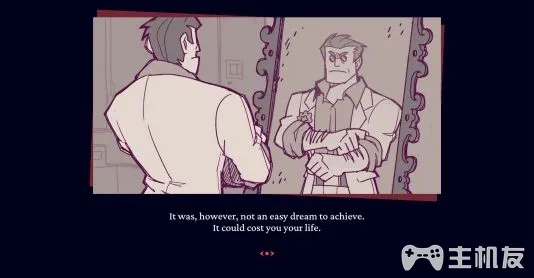 It was, however, not an easy dream to achieve.
It could cost you your life.
主机友